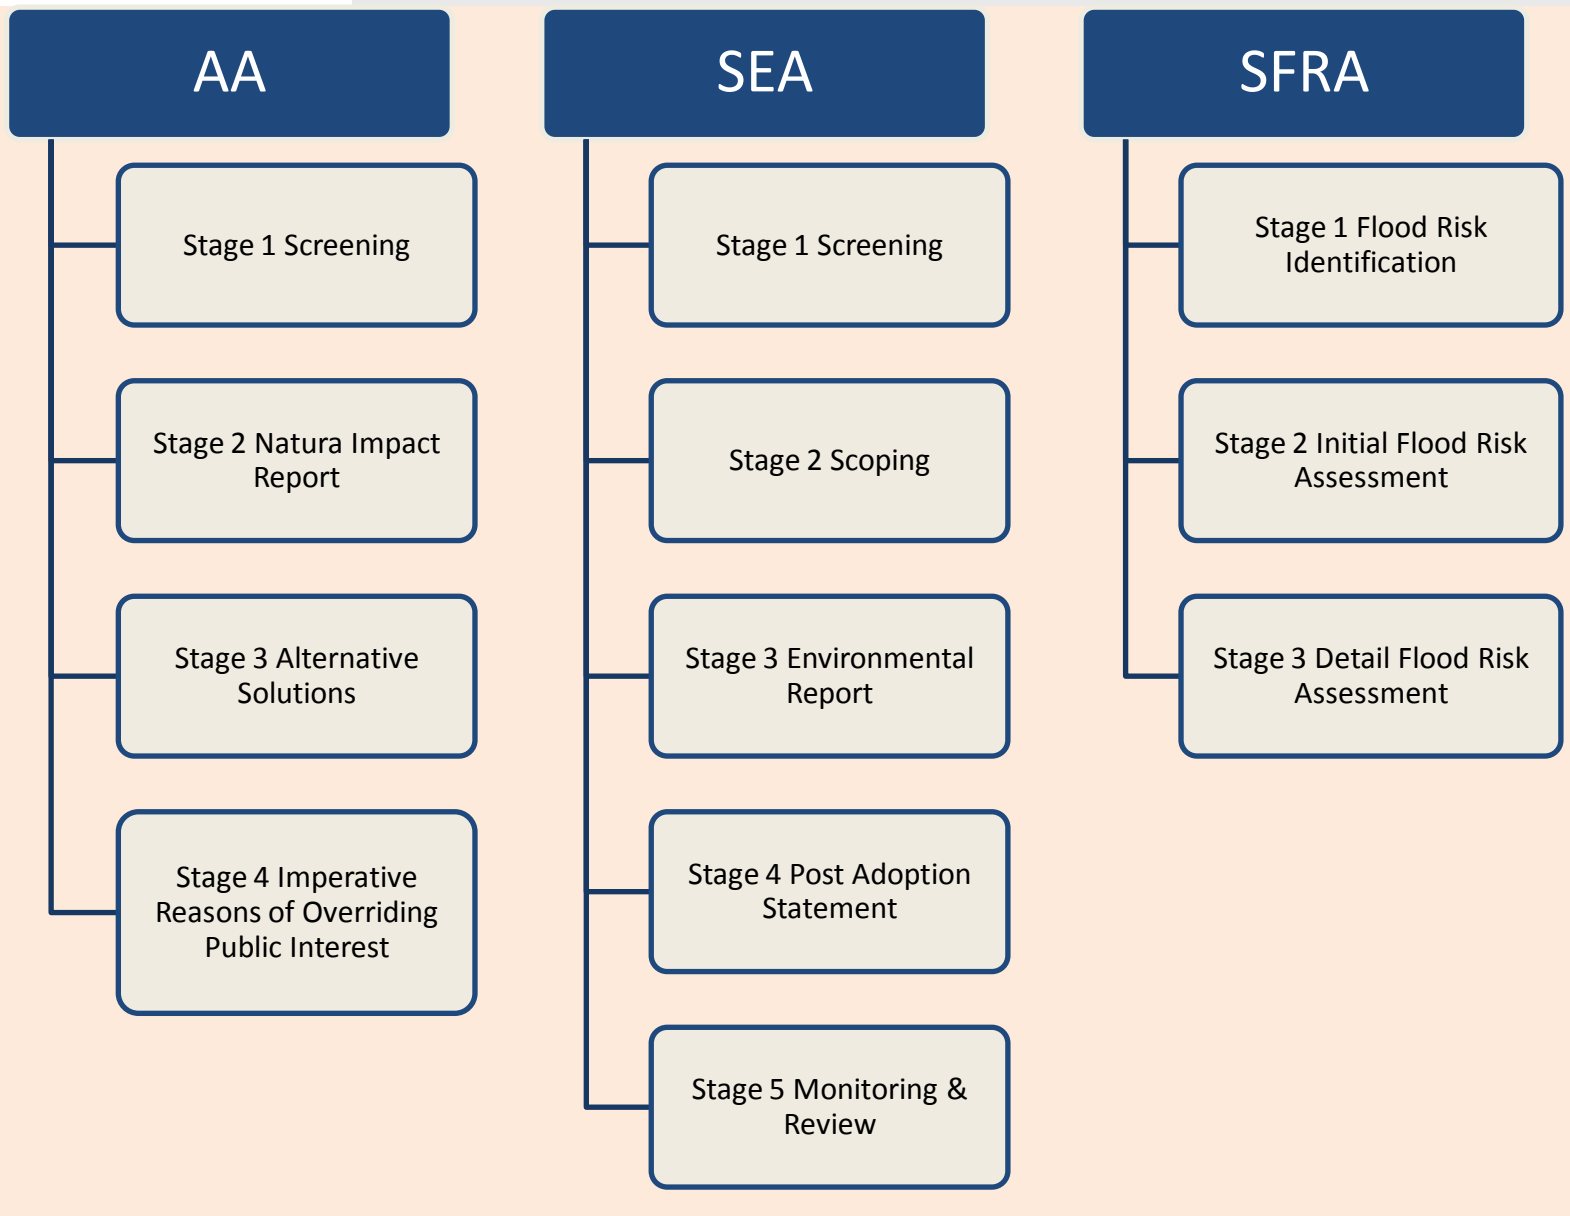 AA
Stage 1 Screening
Stage 2 Natura Impact
Report
Stage 3 Alternative
Solutions
Stage 4 Imperative
Reasons of Overriding
Public Interest
SEA
Stage 1 Screening
Stage 2 Scoping
Stage 3 Environmental
Report
Stage 4 Post Adoption
Statement
Stage 5 Monitoring &
Review
SFRA
Stage 1 Flood Risk
Identification
Stage 2 Initial Flood Risk
Assessment
Stage 3 Detail Flood Risk
Assessment